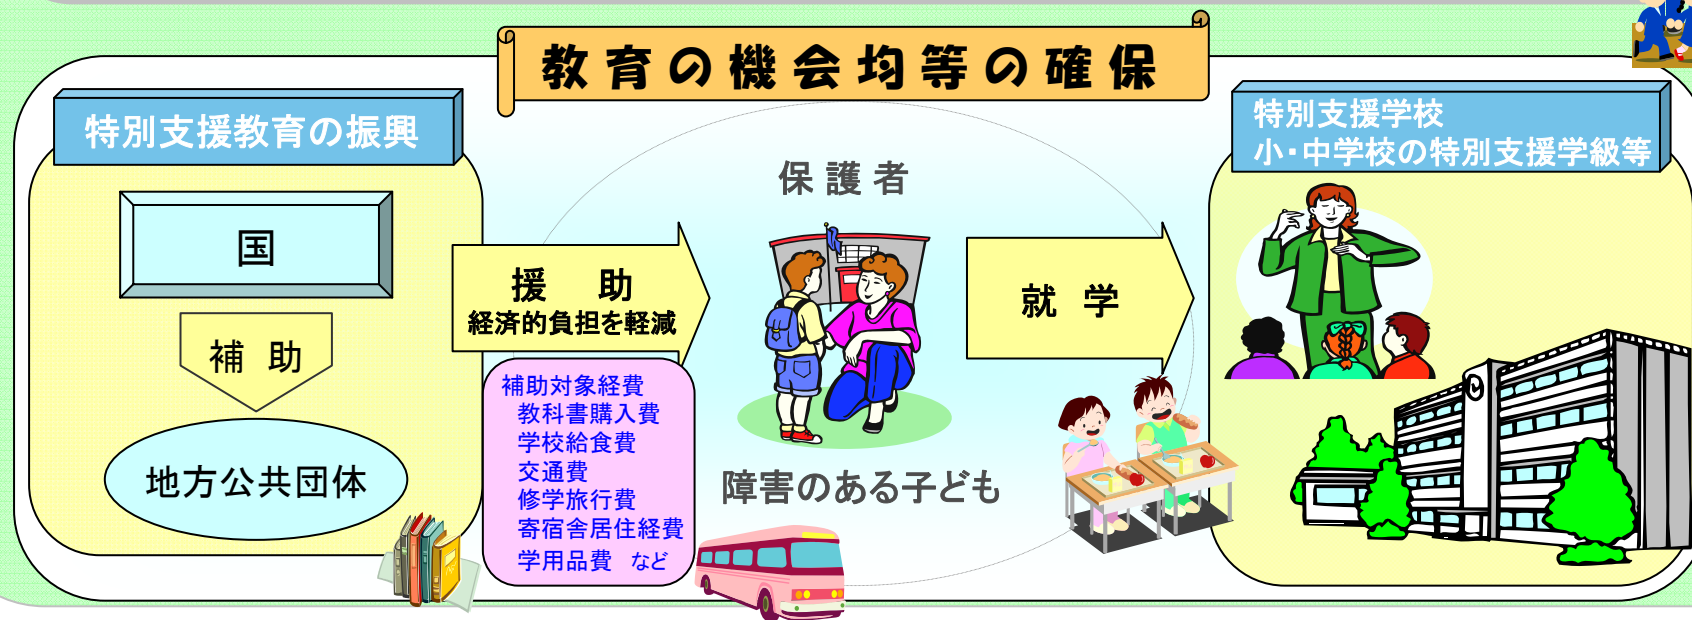 教育の機会均等の確保
特別支援教育の振興
国
補 助
地方公共団体
援 助
経済的負担を軽減
補助対象経費
教科書購入費
学校給食費
交通費
修学旅行費
寄宿舎居住経費
学用品費 など
保 護 者
障害のある子ども
就 学
特別支援学校
小・中学校の特別支援学級等